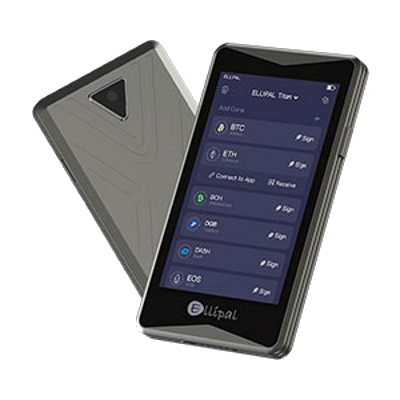 ELLIPAL
ELLIPAL Titan
Add Coins
BTC
Sign
ETH
Sign
Connect to App
Receive
BCH
Sign
DGB
Sign
DASH
Sign
EOS
Sign
Ellipal